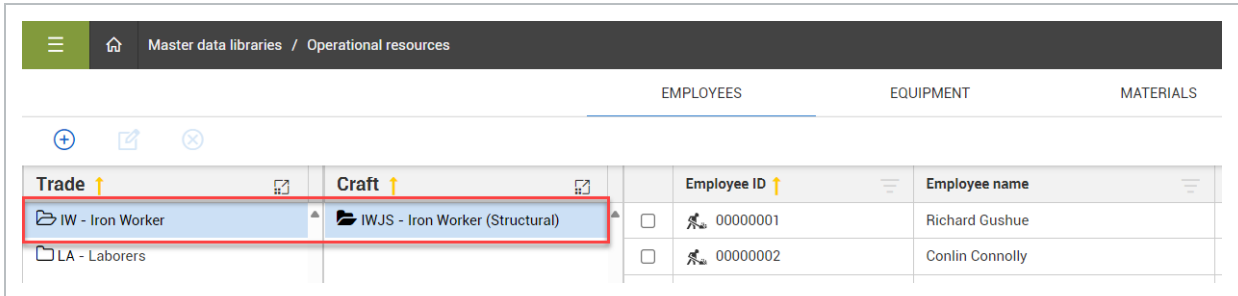 Master data libraries / Operational resources
EMPLOYEES EQUIPMENT MATERIALS
Trade Craft Employee ID Employee name
IW - Iron Worker IWJS - Iron Worker (Structural) 00000001 Richard Gushue
LA - Laborers 00000002 Conlin Connolly